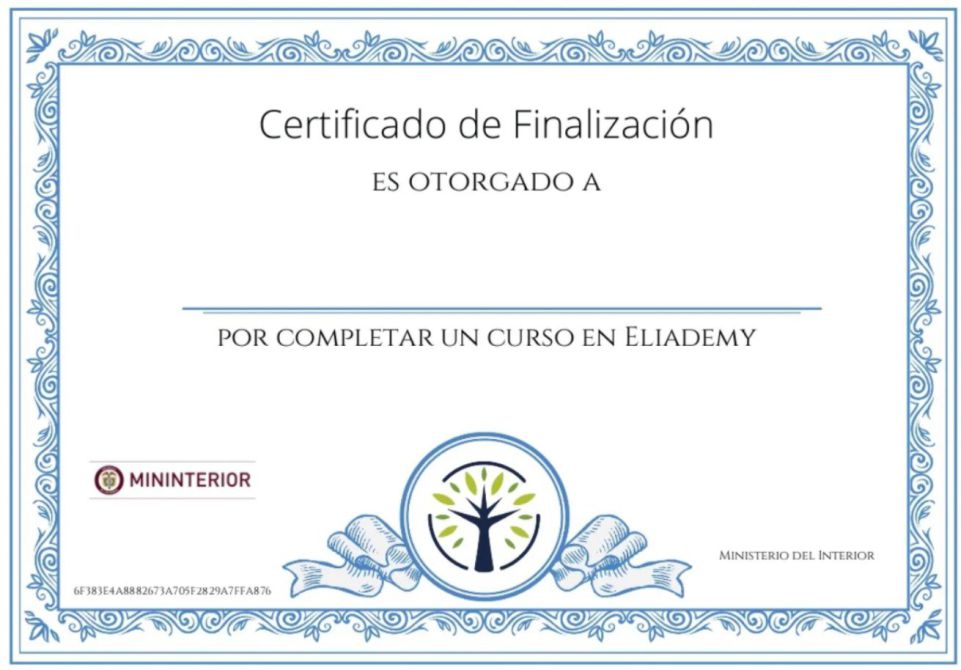 Certificado de Finalización
ES OTORGADO A
POR COMPLETAR UN CURSO EN ELIADEMY
MININTERIOR
MINISTERIO DEL INTERIOR
6F383E4A8882673A705F2829A7FFA876